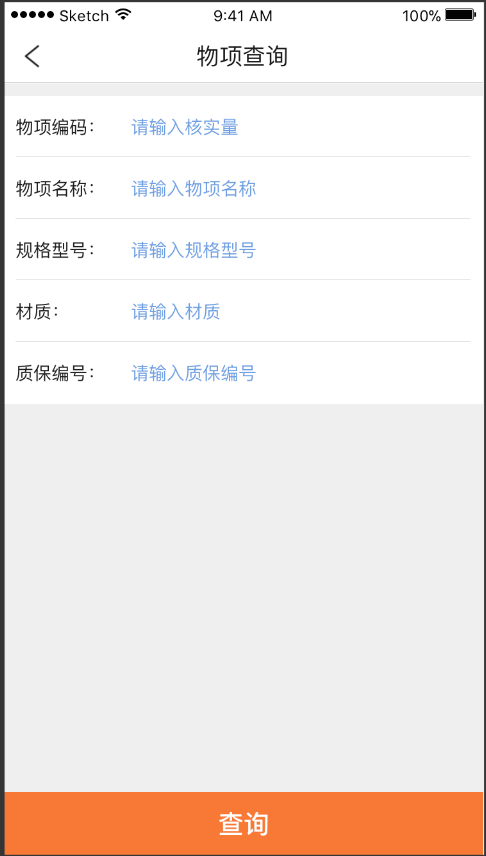 Sketch 9:41 AM 100%
物项查询
物项编码： 请输入核实量
物项名称： 请输入物项名称
规格型号： 请输入规格型号
材质： 请输入材质
质保编号： 请输入质保编号
查询